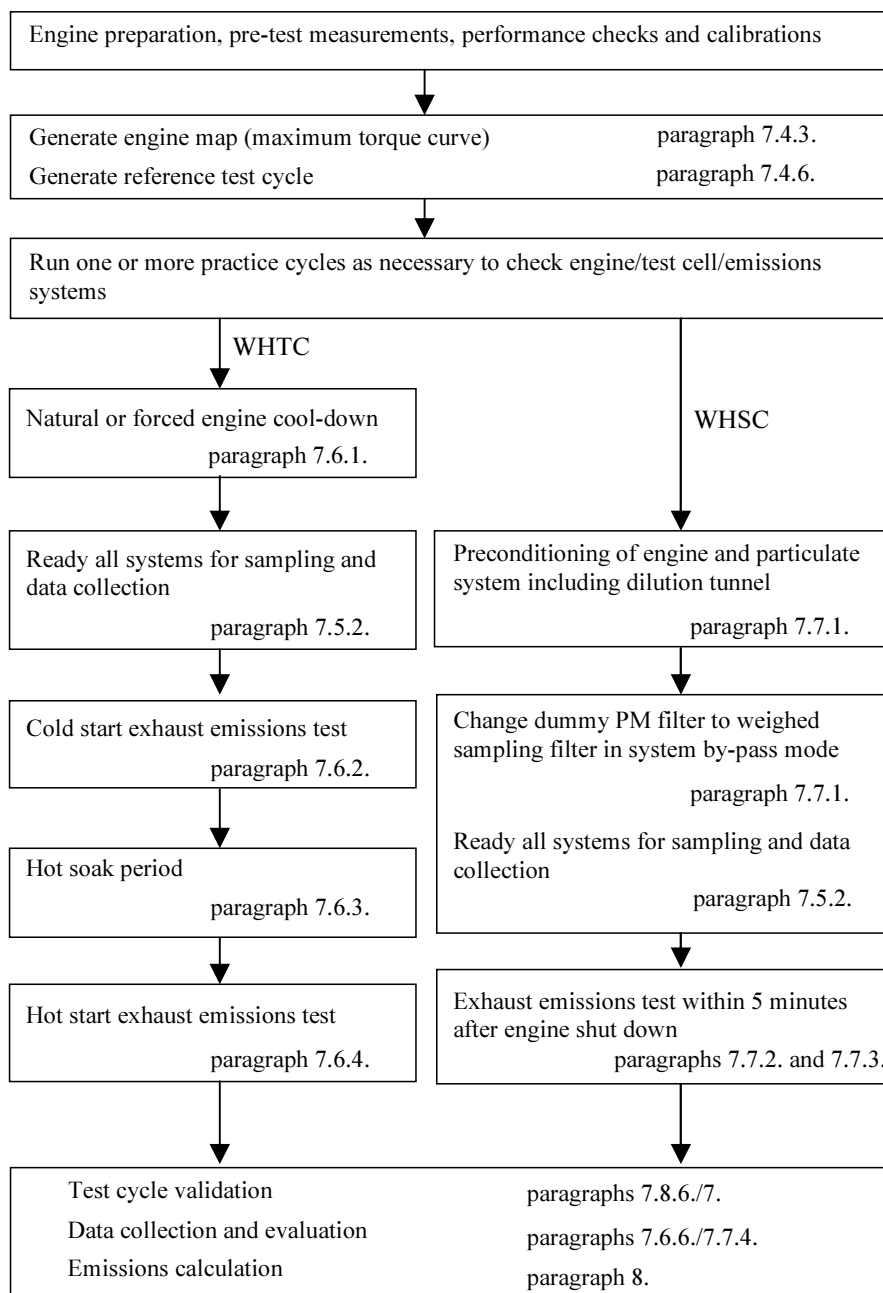 Engine preparation, pre-test measurements, performance checks and calibrations
Generate engine map (maximum torque curve) paragraph 7.4.3.
Generate reference test cycle paragraph 7.4.6.
Run one or more practice cycles as necessary to check engine/test cell/emissions
systems
WHTC
Natural or forced engine cool-down
paragraph 7.6.1.
Ready all systems for sampling and
data collection
paragraph 7.5.2.
Cold start exhaust emissions test
paragraph 7.6.2.
Hot soak period
paragraph 7.6.3.
Hot start exhaust emissions test
paragraph 7.6.4.
WHSC
Preconditioning of engine and particulate
system including dilution tunnel
paragraph 7.7.1.
Change dummy PM filter to weighed
sampling filter in system by-pass mode
paragraph 7.7.1.
Ready all systems for sampling and data
collection
paragraph 7.5.2.
Exhaust emissions test within 5 minutes
after engine shut down
paragraphs 7.7.2. and 7.7.3.
Test cycle validation paragraphs 7.8.6./7.
Data collection and evaluation paragraphs 7.6.6./7.7.4.
Emissions calculation paragraph 8.